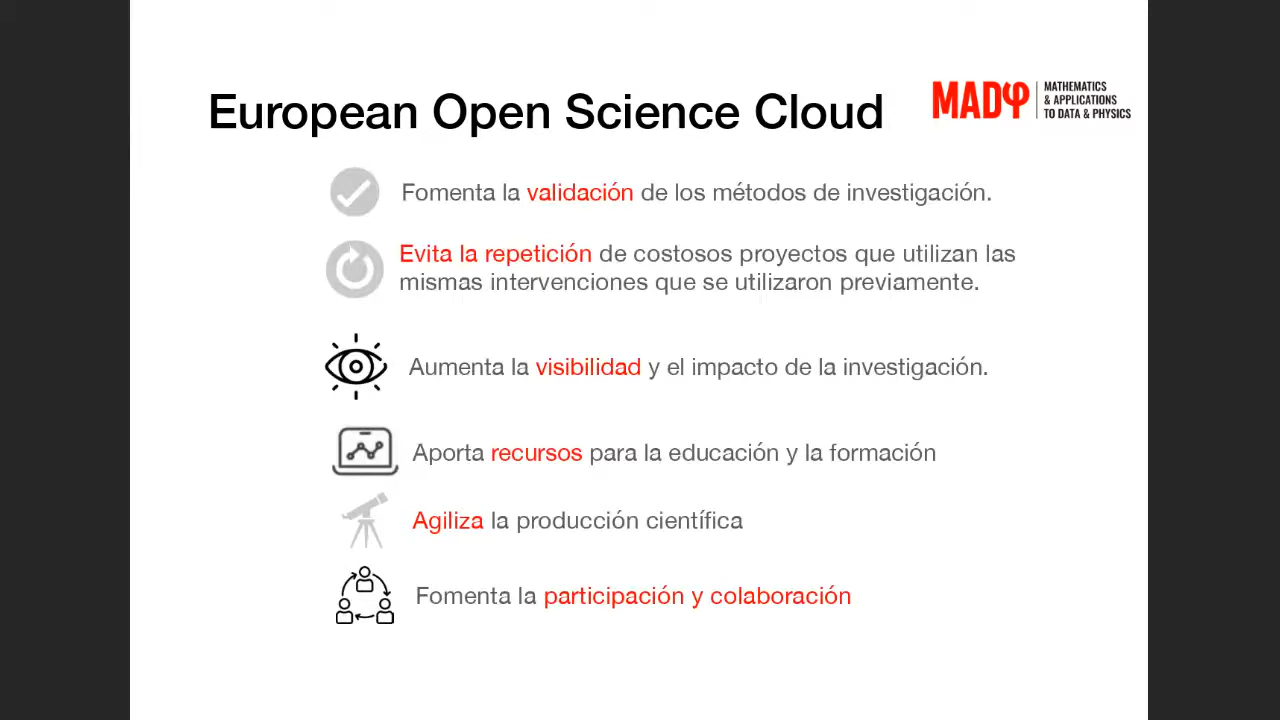 European Open Science Cloud
MADφ
MATHEMATICS
& APPLICATIONS
TO DATA & PHYSICS
Fomenta la validación de los métodos de investigación.
Evita la repetición de costosos proyectos que utilizan las
mismas intervenciones que se utilizaron previamente.
Aumenta la visibilidad y el impacto de la investigación.
Aporta recursos para la educación y la formación
Agiliza la producción científica
Fomenta la participación y colaboración